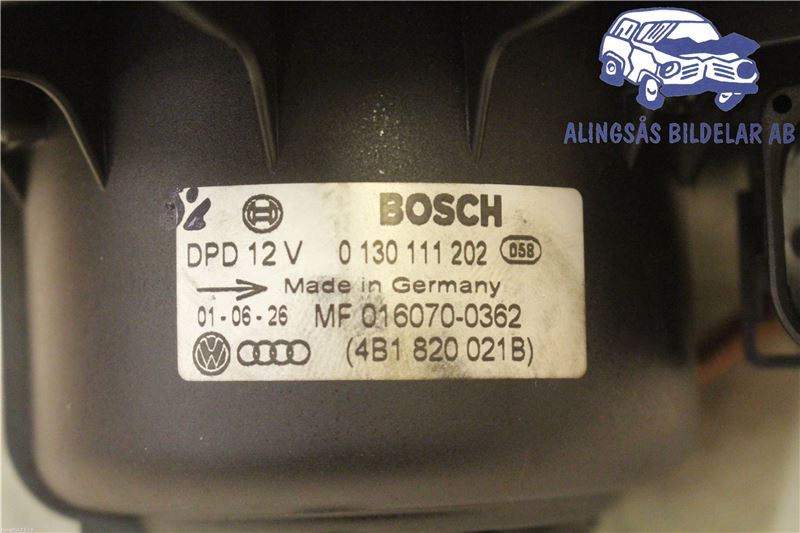 ALINGSÅS BILDELAR AB
BOSCH
DPD 12 V 0 130 111 202 058
Made in Germany
01-06-26 MF 016070-0362
(4B1 820 021B)